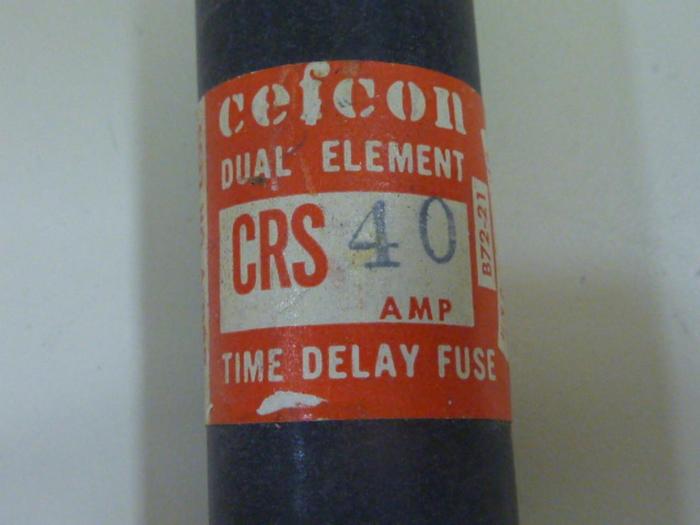 cefcon
DUAL ELEMENT
CRS 40
AMP
TIME DELAY FUSE
B72-21